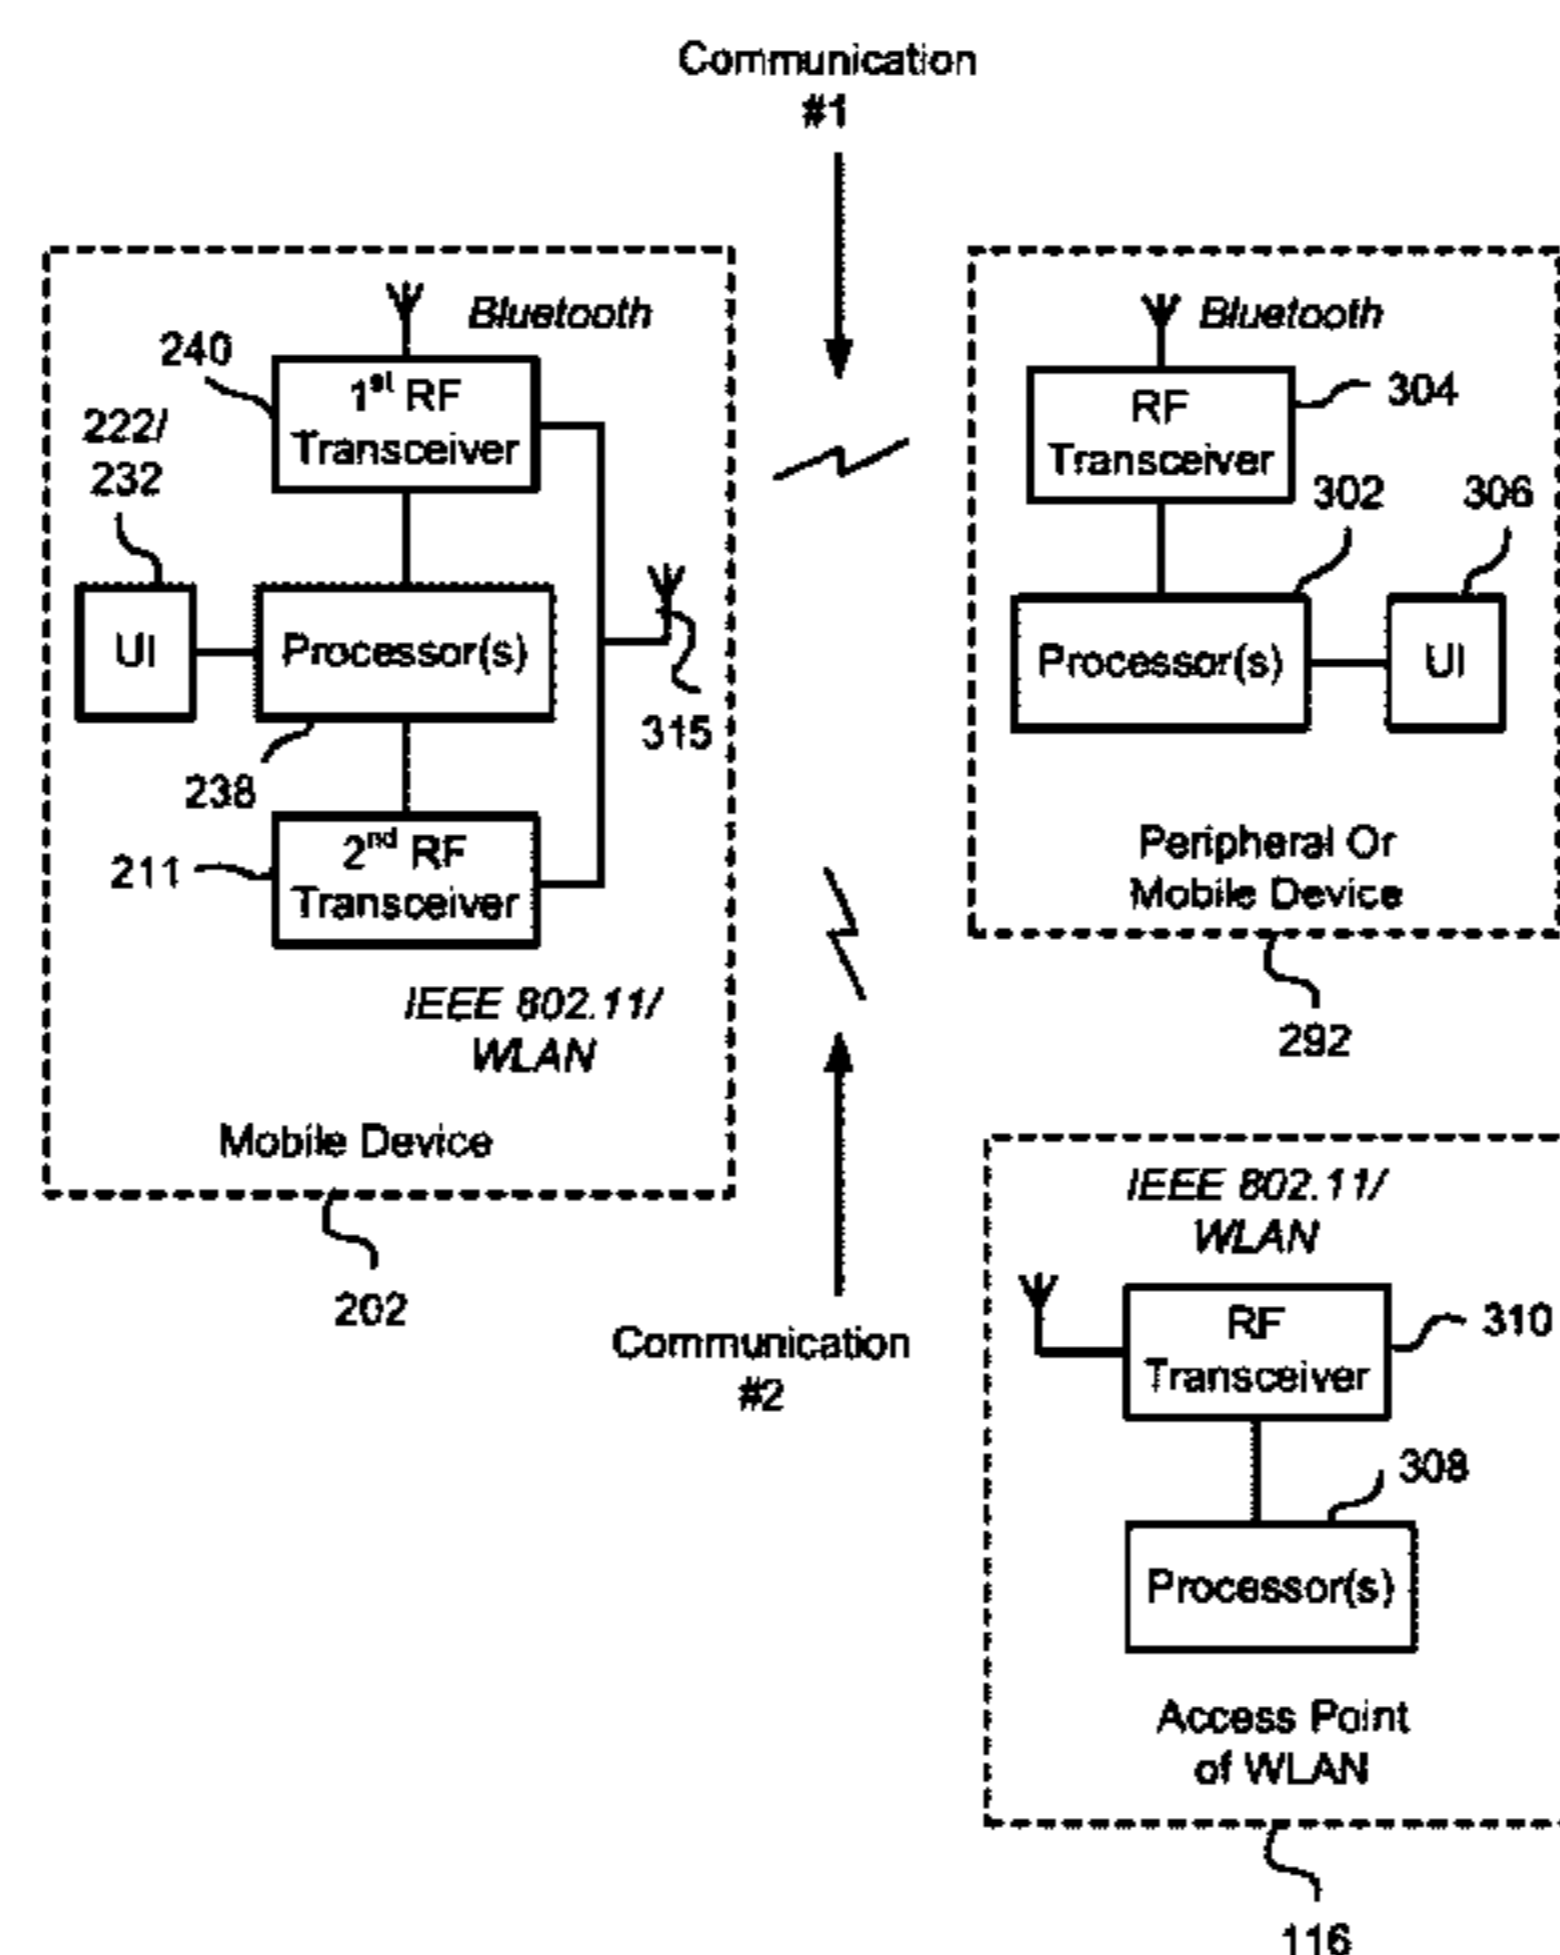 Communication
#1
Bluetooth
240
1st RF
Transceiver
222/
232
UI
Processor(s)
315
238
211
2nd RF
Transceiver
IEEE 802.11/
WLAN
Mobile Device
202
Bluetooth
RF
Transceiver
304
302
306
Processor(s)
UI
Peripheral Or
Mobile Device
292
Communication
#2
IEEE 802.11/
WLAN
RF
Transceiver
310
308
Processor(s)
Access Point
of WLAN
116